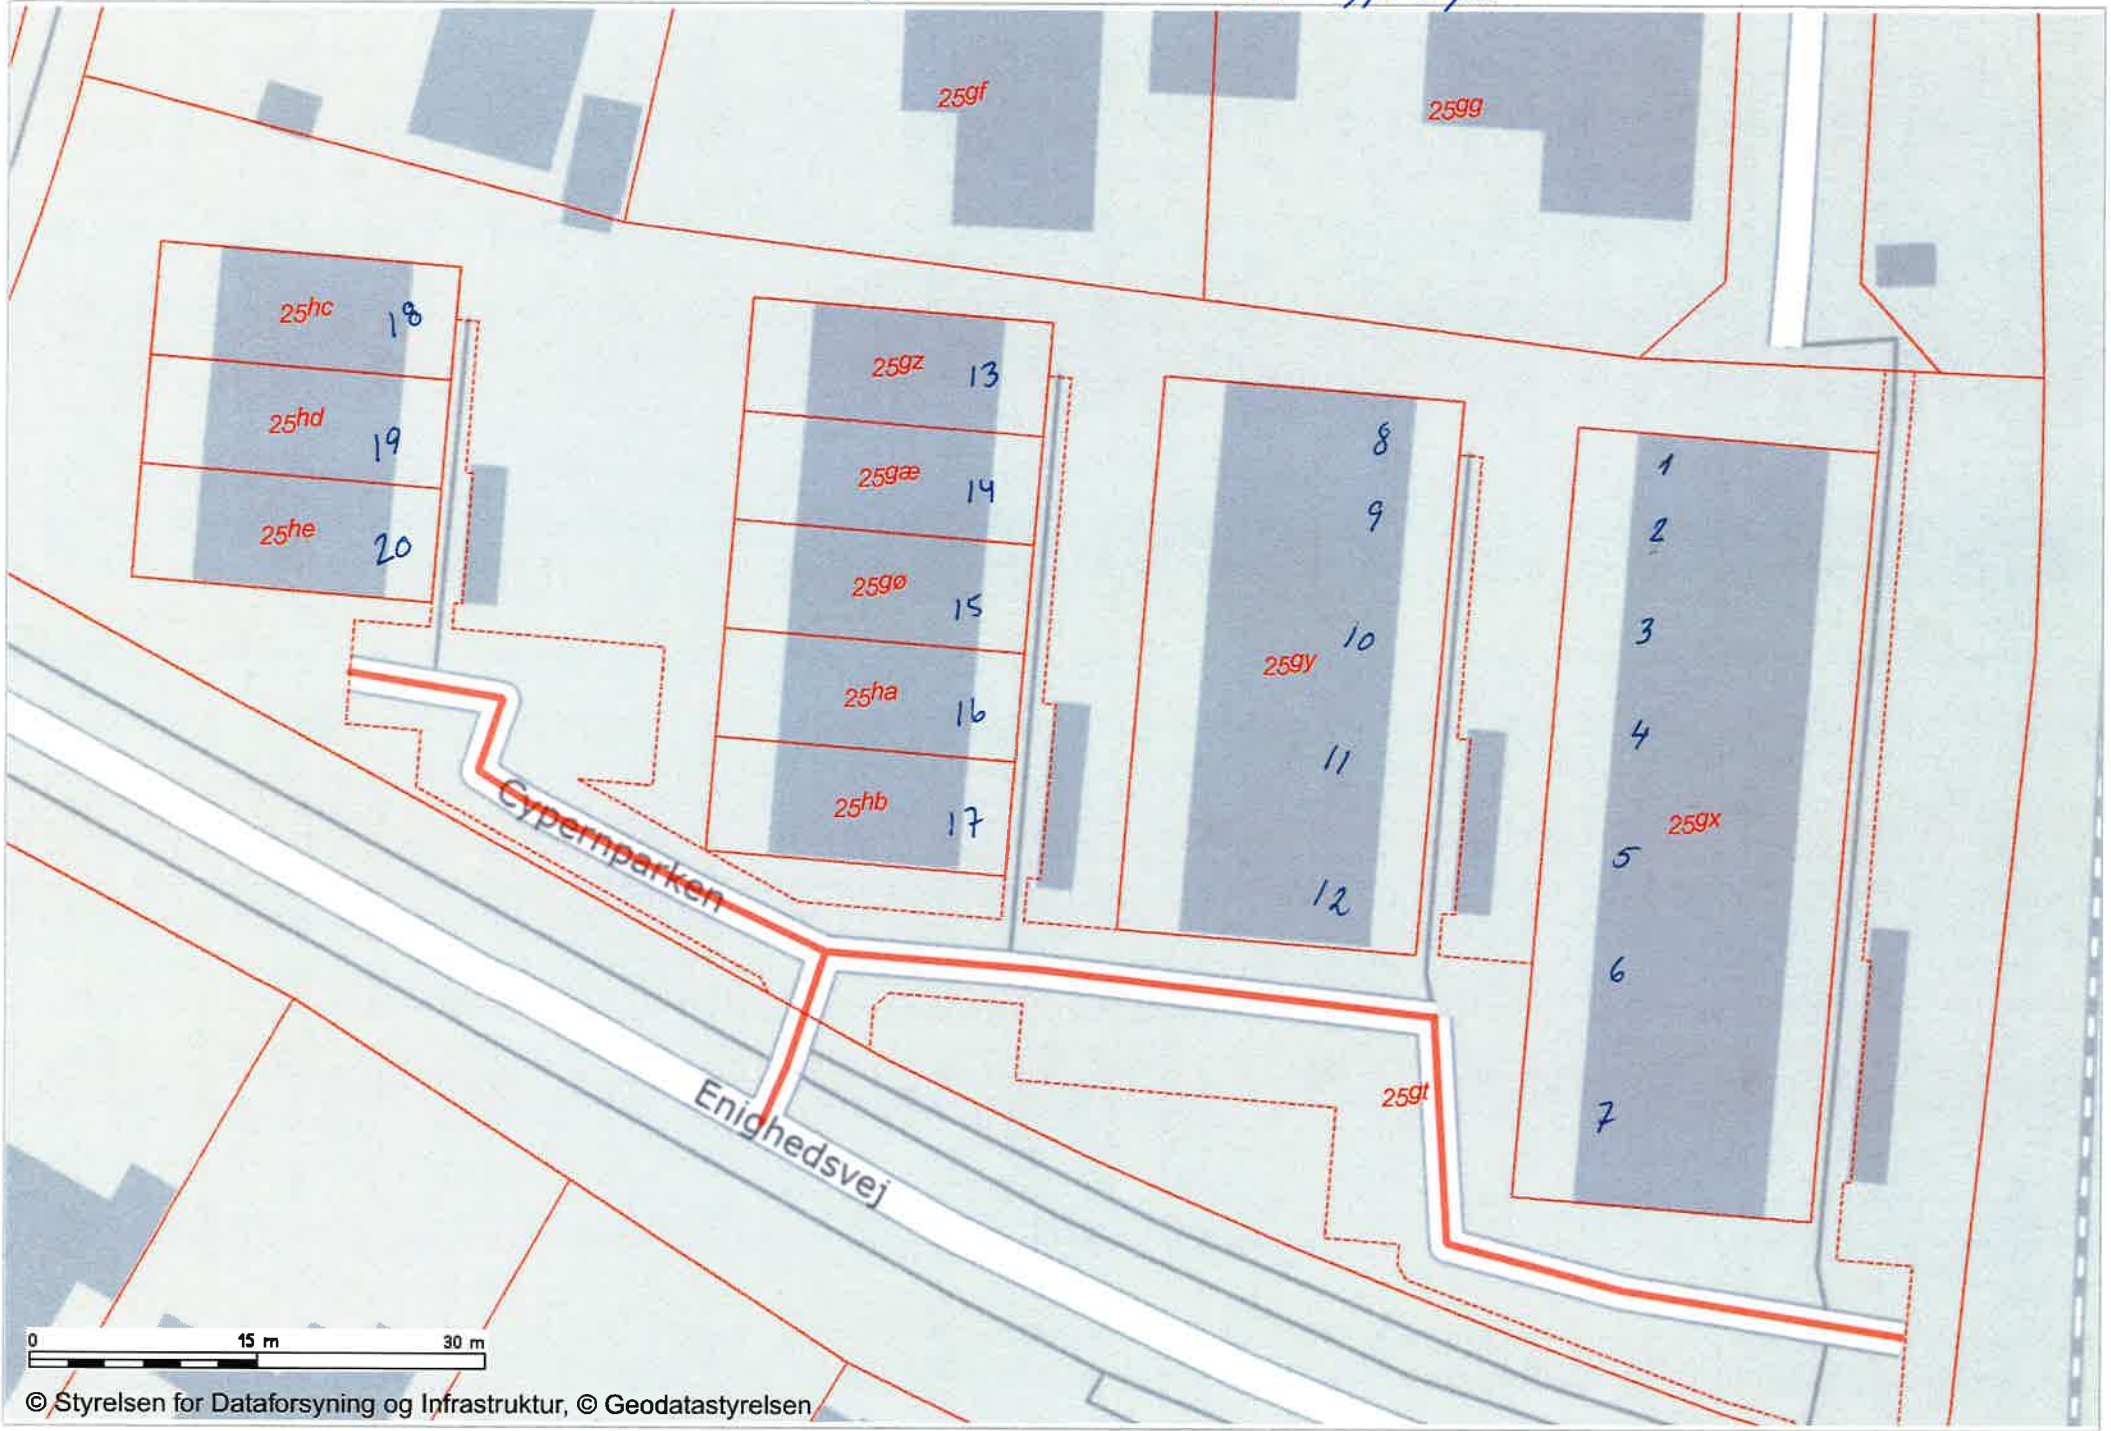 25gf
25gg
25hc 18
25hd 19
25he 20
25gz 13
25gæ 14
25gø 15
25ha 16
25hb 17
8
9
10
25gy
11
12
1
2
3
4
25gx
5
6
7
Cypernparken
25gt
Enighedsvej
0 15 m 30 m
© Styrelsen for Dataforsyning og Infrastruktur, © Geodatastyrelsen